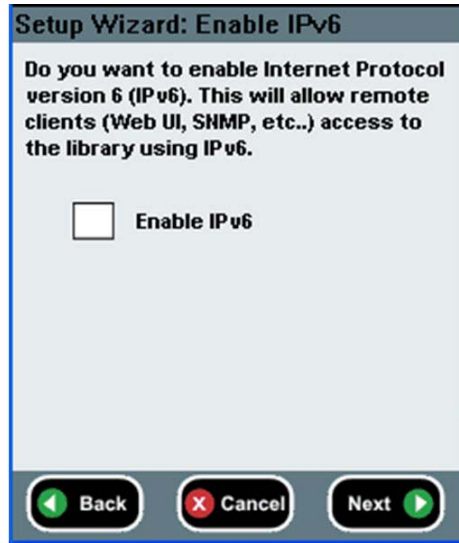 Setup Wizard: Enable IPv6
Do you want to enable Internet Protocol
version 6 (IPv6). This will allow remote
clients (Web UI, SNMP, etc..) access to
the library using IPv6.
Enable IPv6
Back
Cancel
Next